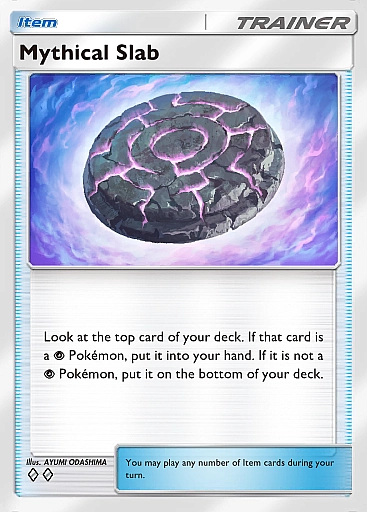 Item
TRAINER
Mythical Slab
Look at the top card of your deck. If that card is
a Pokémon, put it into your hand. If it is not a
Pokémon, put it on the bottom of your deck.
Illus. AYUMI ODASHIMA
You may play any number of Item cards during your
turn.